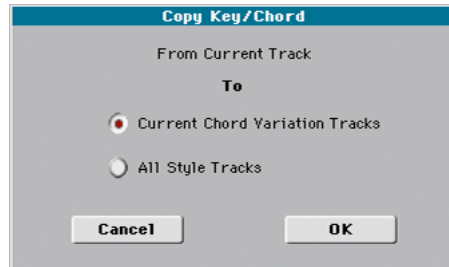 Copy Key/Chord
From Current Track
To
Current Chord Variation Tracks
All Style Tracks
Cancel OK